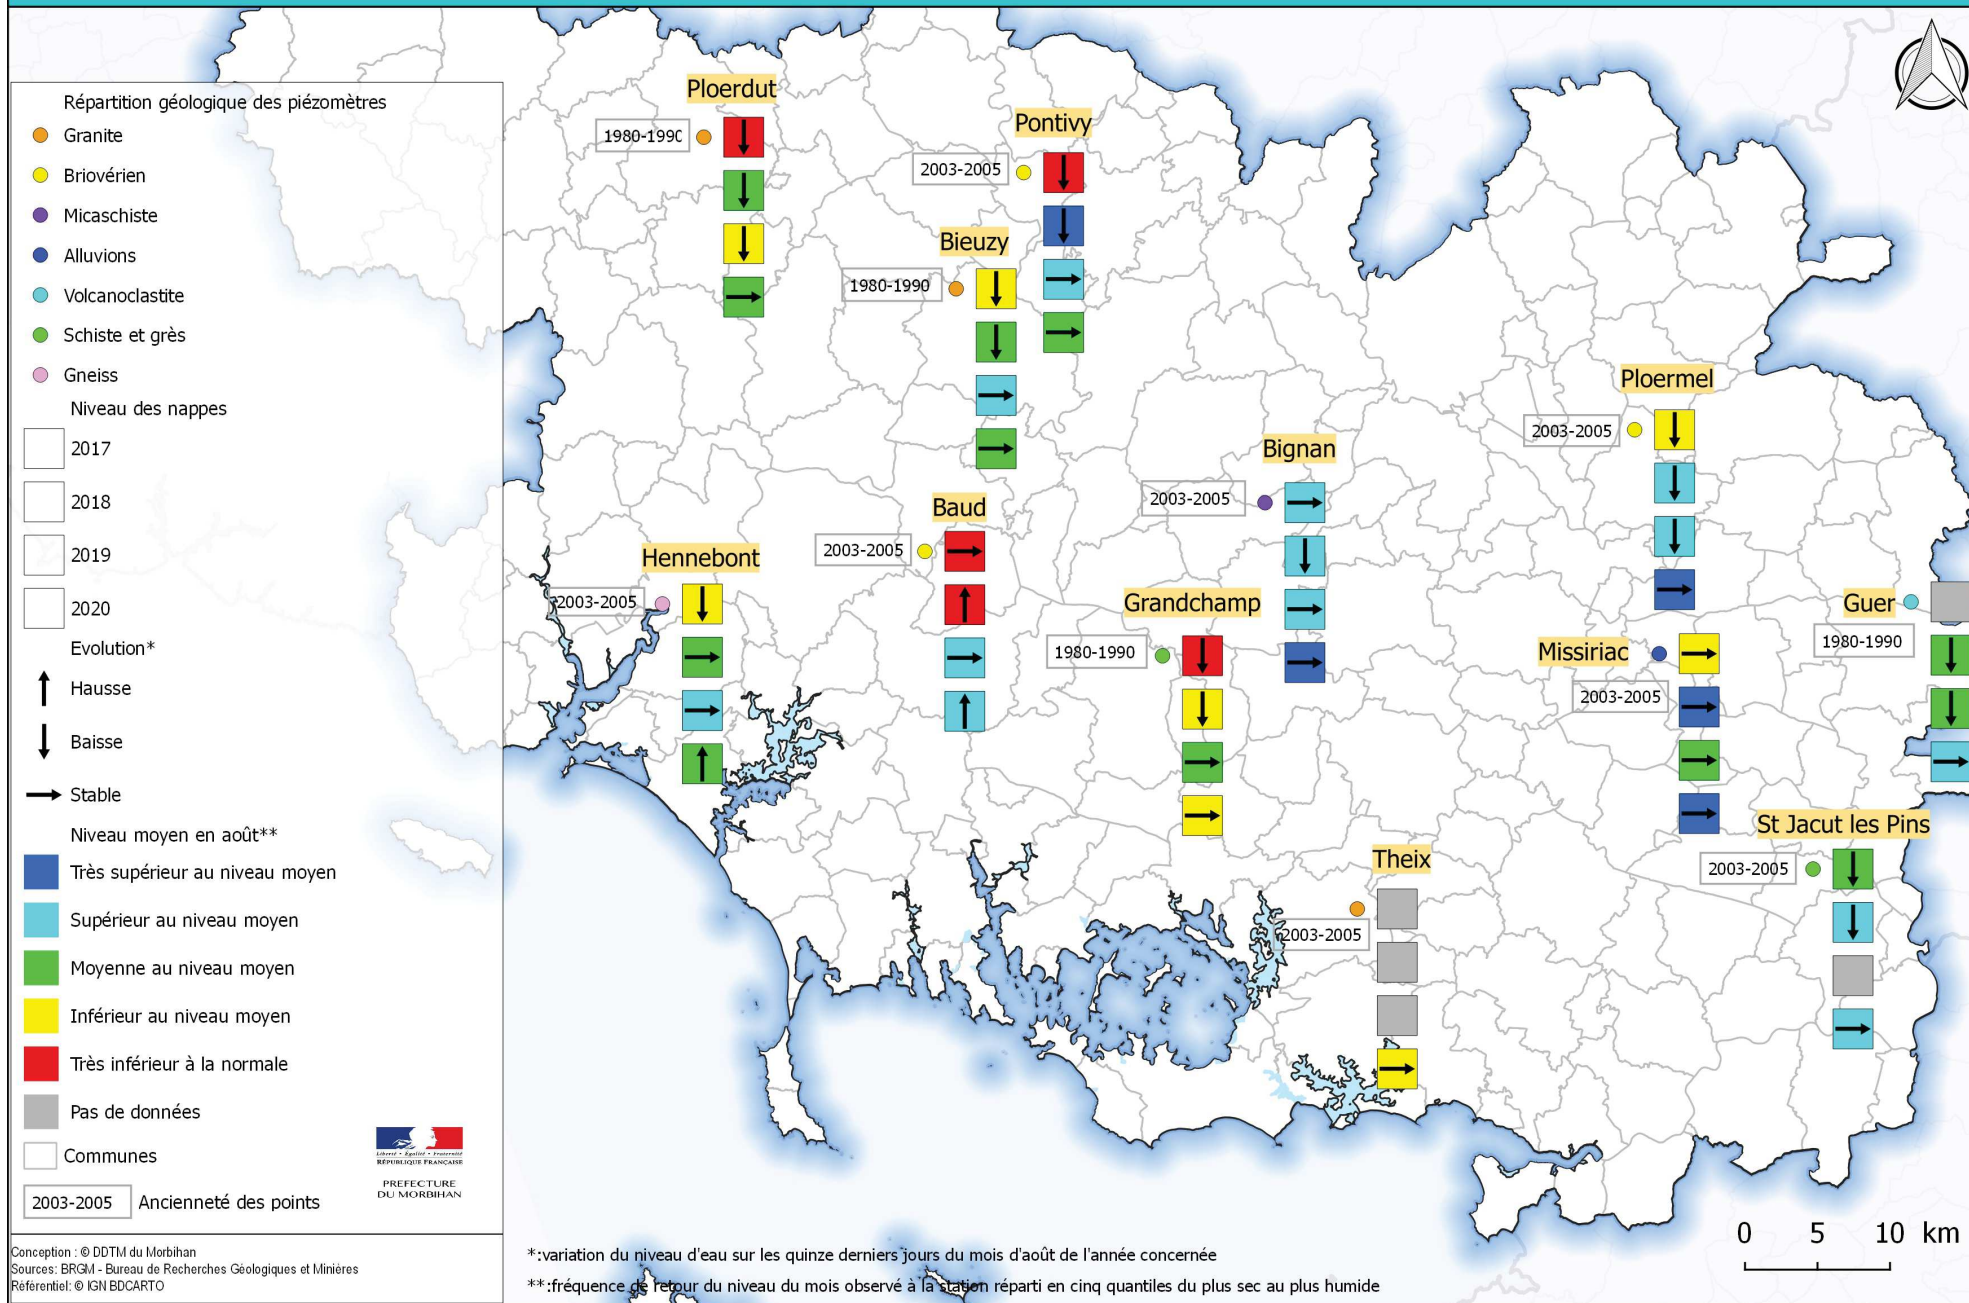 Répartition géologique des piézomètres
Granite
Briovérien
Micaschiste
Alluvions
Volcanoclastite
Schiste et grès
Gneiss
Niveau des nappes
2017
2018
2019
2020
Evolution*
Hausse
Baisse
Stable
Niveau moyen en août**
Très supérieur au niveau moyen
Supérieur au niveau moyen
Moyenne au niveau moyen
Inférieur au niveau moyen
Très inférieur à la normale
Pas de données
Communes
2003-2005 Ancienneté des points
Liberté • Égalité • Fraternité
RÉPUBLIQUE FRANÇAISE
PREFECTURE
DU MORBIHAN
Conception : © DDTM du Morbihan
Sources: BRGM - Bureau de Recherches Géologiques et Minières
Référentiel: © IGN BDCARTO
Ploerdut
1980-1990
Pontivy
2003-2005
Bieuzy
1980-1990
Ploermel
2003-2005
Bignan
2003-2005
Baud
2003-2005
Hennebont
2003-2005
Grandchamp
1980-1990
Guer
1980-1990
Missiriac
2003-2005
St Jacut les Pins
2003-2005
Theix
2003-2005
0 5 10 km
*:variation du niveau d'eau sur les quinze derniers jours du mois d'août de l'année concernée
**:fréquence de retour du niveau du mois observé à la station réparti en cinq quantiles du plus sec au plus humide